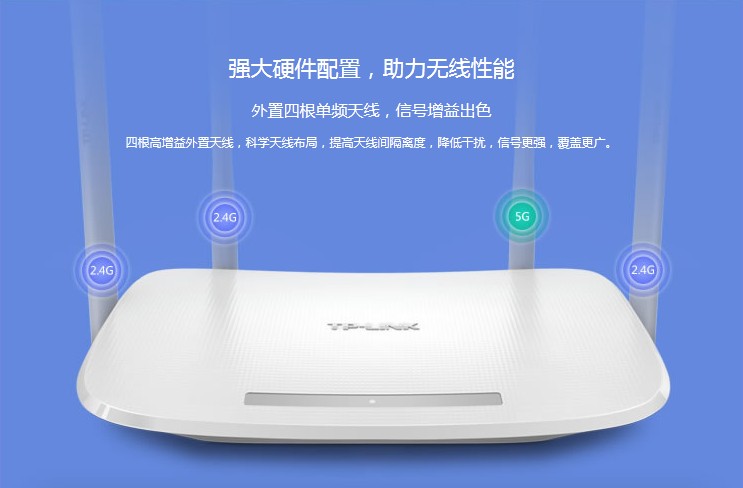 强大硬件配置，助力无线性能
外置四根单频天线，信号增益出色
四根高增益外置天线，科学天线布局，提高天线间隔离度，降低干扰，信号更强，覆盖更广。
2.4G
5G
2.4G
2.4G
TP-LINK